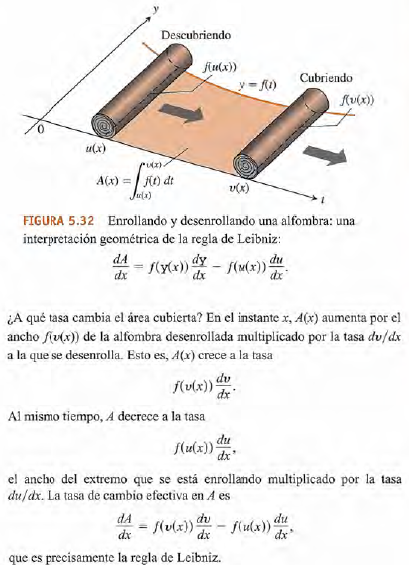 y
Descubriendo
f(u(x))
y = f(t)
Cubriendo
f(υ(x))
0
u(x)
A(x) = ∫_{u(x)}^{υ(x)} f(t) dt
υ(x)
t
FIGURA 5.32 Enrollando y desenrollando una alfombra: una
interpretación geométrica de la regla de Leibniz:
dA/dx = f(y(x)) dy/dx − f(u(x)) du/dx.
¿A qué tasa cambia el área cubierta? En el instante x, A(x) aumenta por el
ancho f(υ(x)) de la alfombra desenrollada multiplicado por la tasa dυ/dx
a la que se desenrolla. Esto es, A(x) crece a la tasa
f(υ(x)) dυ/dx.
Al mismo tiempo, A decrece a la tasa
f(u(x)) du/dx,
el ancho del extremo que se está enrollando multiplicado por la tasa
du/dx. La tasa de cambio efectiva en A es
dA/dx = f(υ(x)) dυ/dx − f(u(x)) du/dx,
que es precisamente la regla de Leibniz.